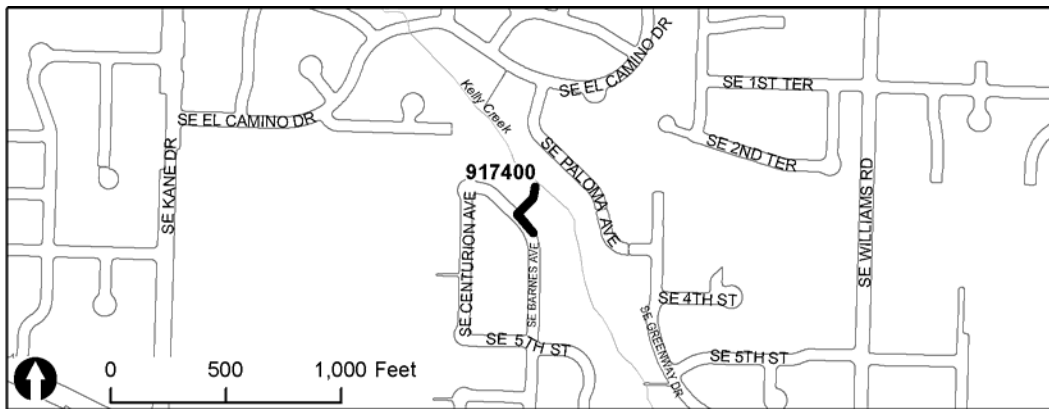 SE EL CAMINO DR
SE 1ST TER
Kelly Creek
SE EL CAMINO DR
SE PALOMA AVE
SE 2ND TER
917400
SE KANE DR
SE CENTURION AVE
SE BARNES AVE
SE WILLIAMS RD
SE 4TH ST
SE GREENWAY DR
SE 5TH ST
SE 5TH ST
0 500 1,000 Feet